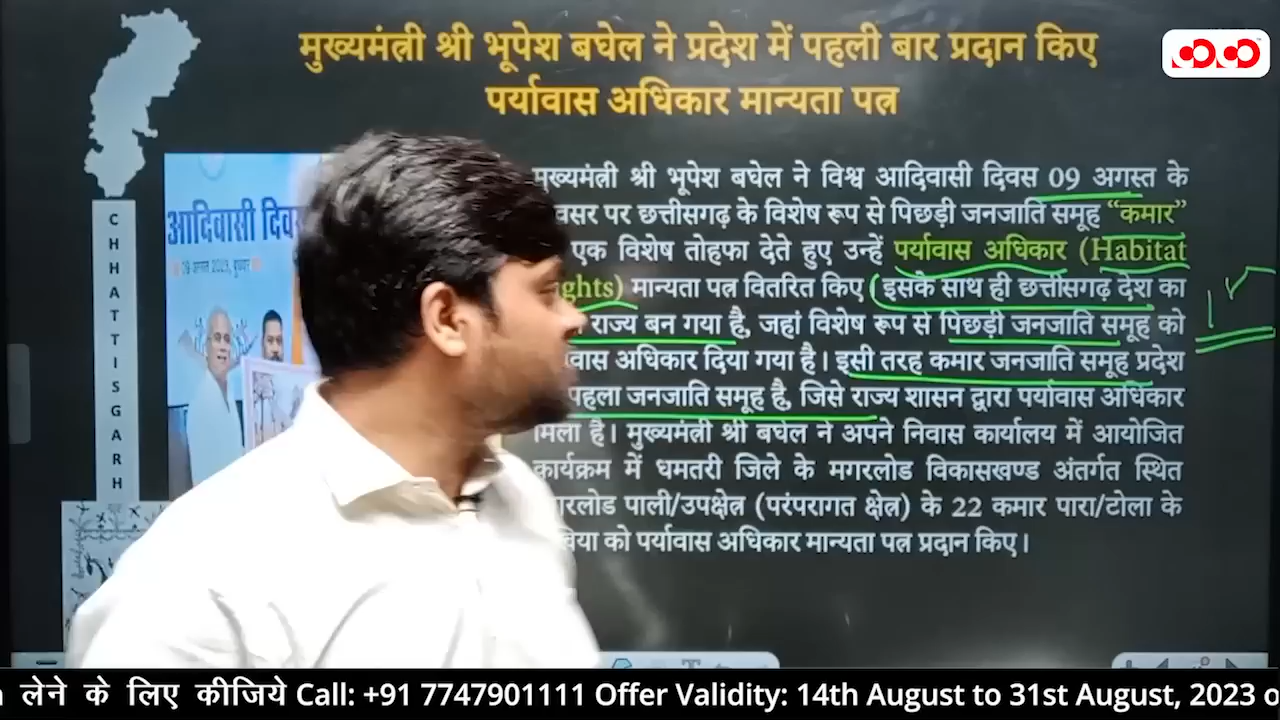 मुख्यमंत्री श्री भूपेश बघेल ने प्रदेश में पहली बार प्रदान किए
पर्यावास अधिकार मान्यता पत्र
CHHATTISGARH
आदिवासी
09 अगस्त 2023, बुधवार
मुख्यमंत्री श्री भूपेश बघेल ने विश्व आदिवासी दिवस 09 अगस्त के
पर छत्तीसगढ़ के विशेष रूप से पिछड़ी जनजाति समूह “कमार”
एक विशेष तोहफा देते हुए उन्हें पर्यावास अधिकार (Habitat
मान्यता पत्र वितरित किए (इसके साथ ही छत्तीसगढ़ देश का
राज्य बन गया है, जहां विशेष रूप से पिछड़ी जनजाति समूह को
अधिकार दिया गया है। इसी तरह कमार जनजाति समूह प्रदेश
पहला जनजाति समूह है, जिसे राज्य शासन द्वारा पर्यावास अधिकार
मिला है। मुख्यमंत्री श्री बघेल ने अपने निवास कार्यालय में आयोजित
कार्यक्रम में धमतरी जिले के मगरलोड विकासखण्ड अंतर्गत स्थित
पाली/उपक्षेत्र (परंपरागत क्षेत्र) के 22 कमार पारा/टोला के
को पर्यावास अधिकार मान्यता पत्र प्रदान किए।
लेने के लिए कीजिये Call: +91 7747901111 Offer Validity: 14th August to 31st August, 2023